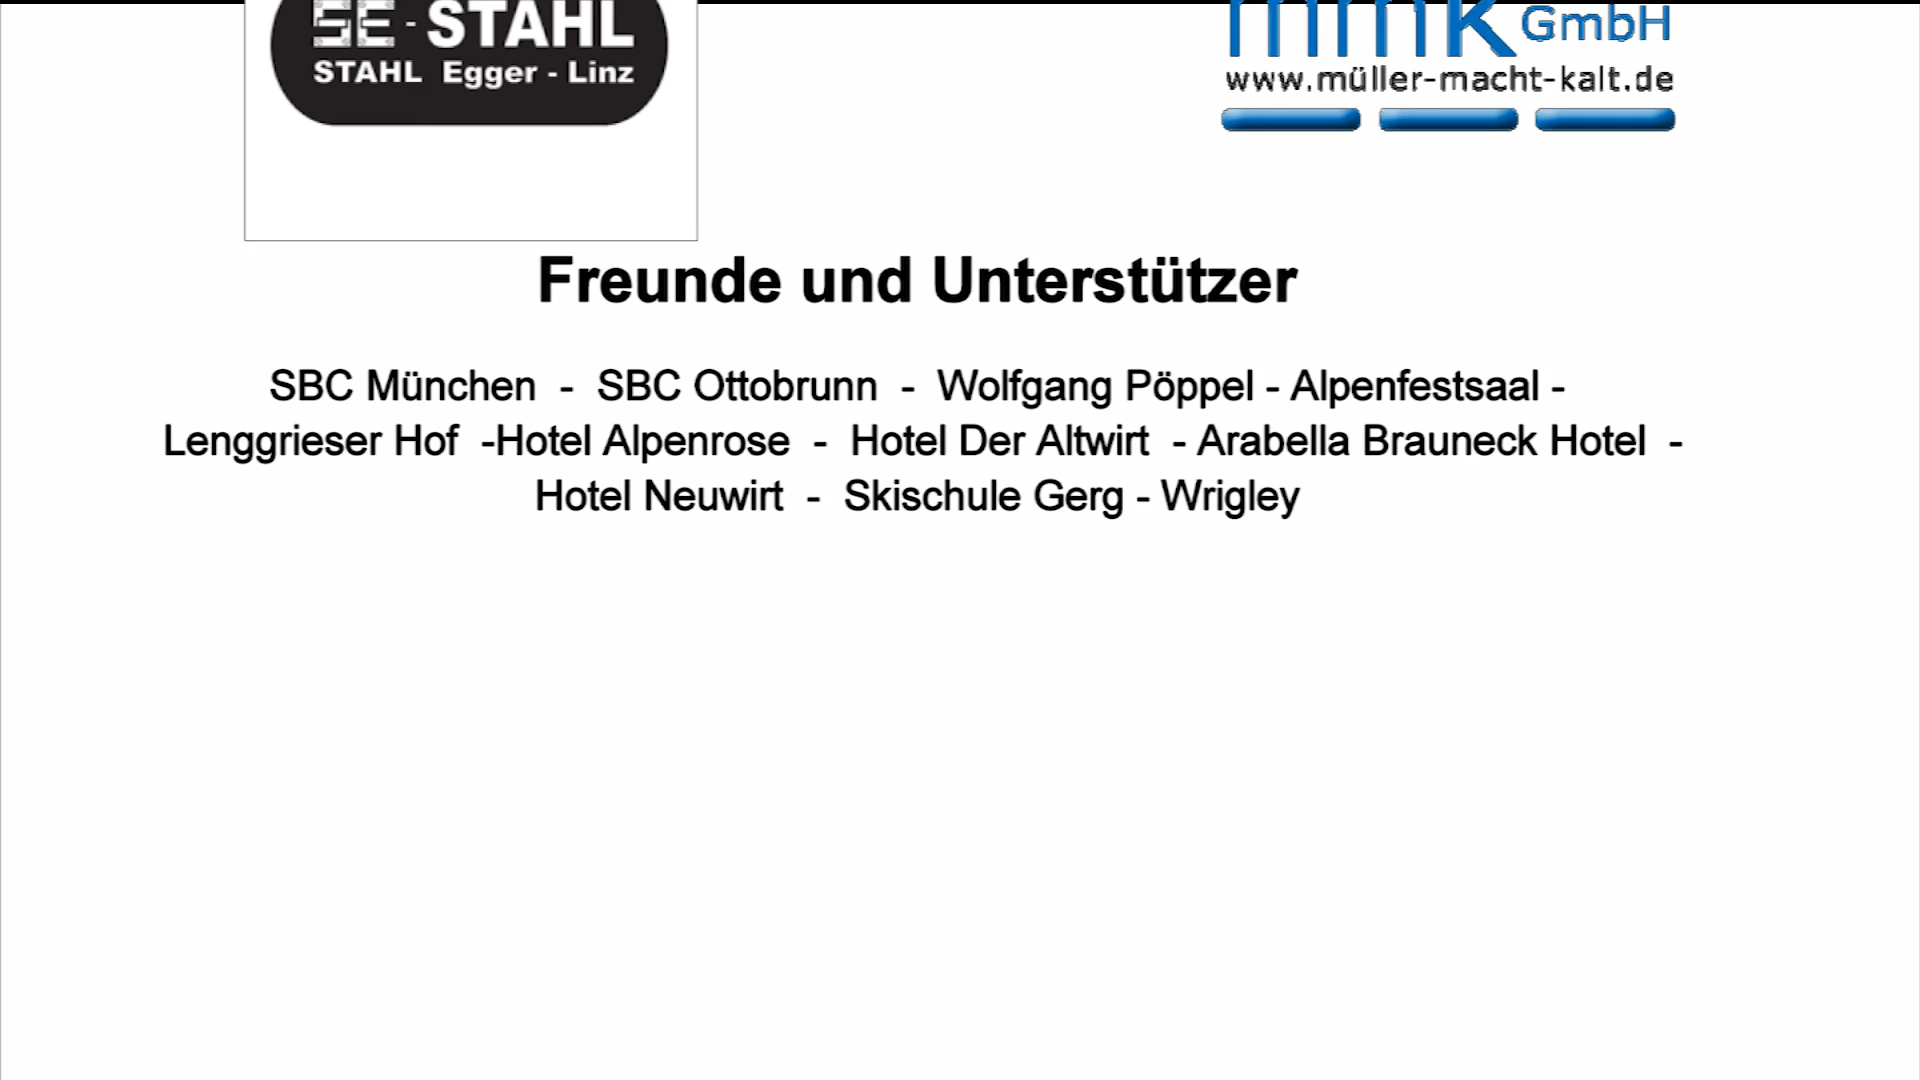 SE - STAHL
STAHL Egger - Linz
mmk GmbH
www.müller-macht-kalt.de
Freunde und Unterstützer
SBC München - SBC Ottobrunn - Wolfgang Pöppel - Alpenfestsaal -
Lenggrieser Hof -Hotel Alpenrose - Hotel Der Altwirt - Arabella Brauneck Hotel -
Hotel Neuwirt - Skischule Gerg - Wrigley